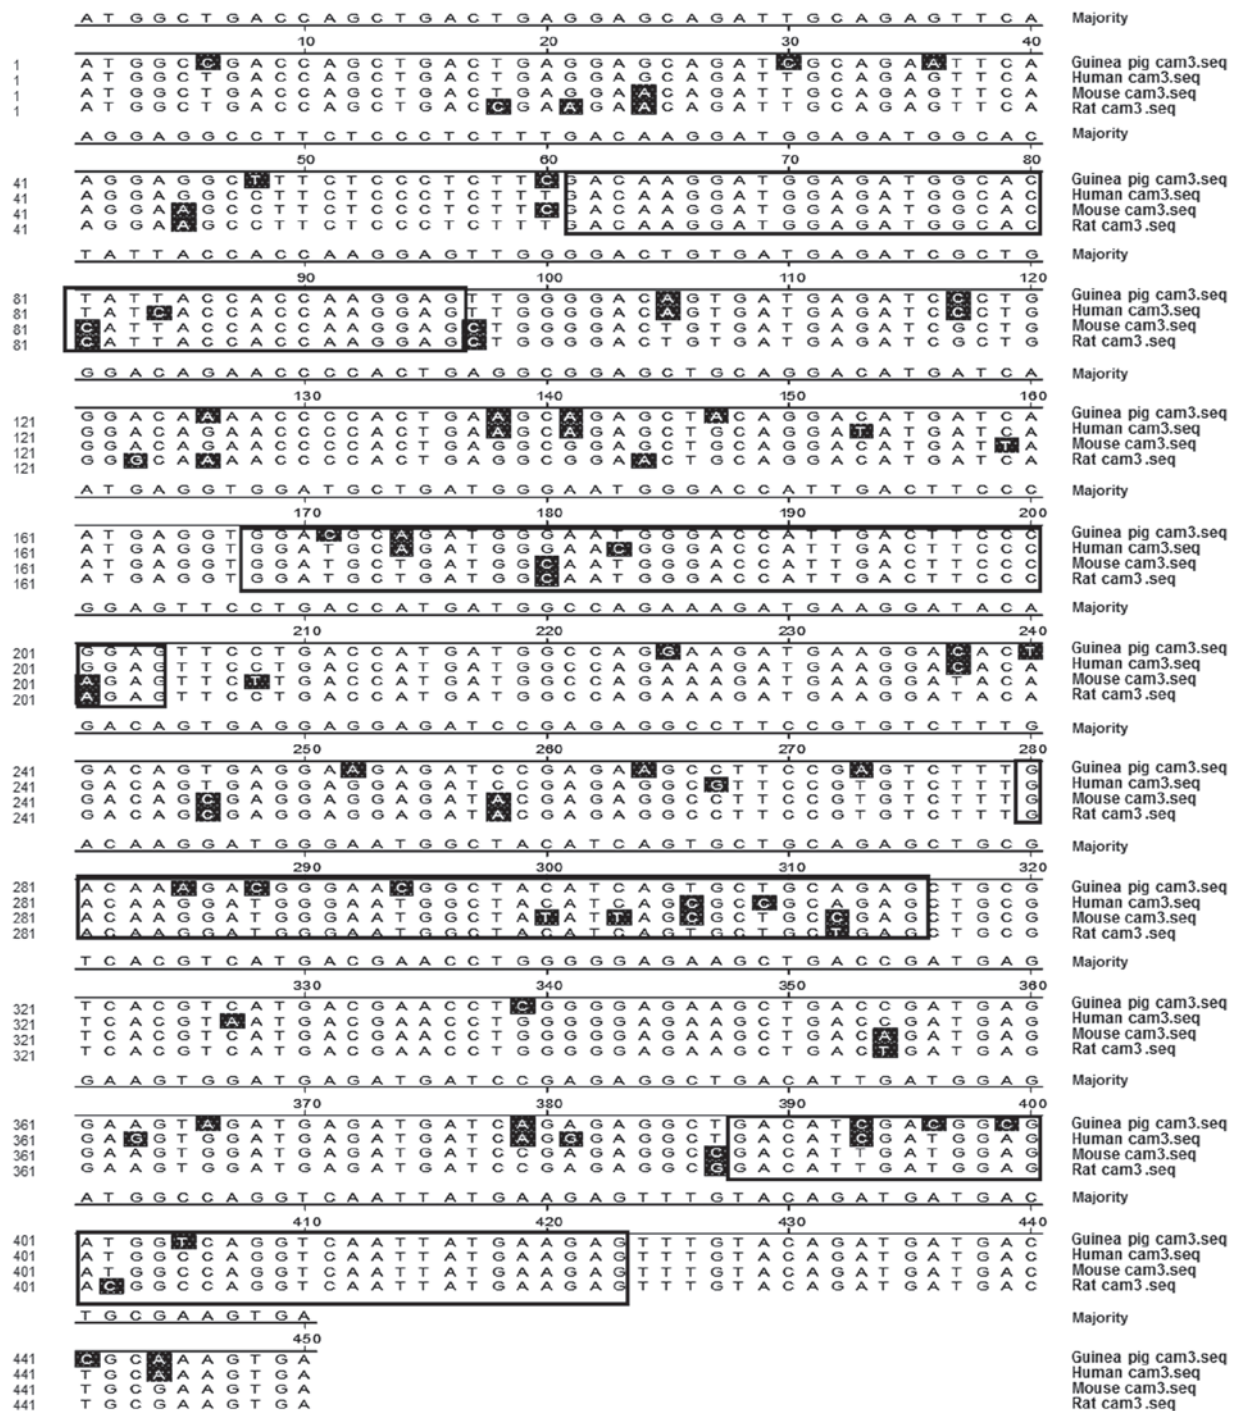 ATGGCTGACCAGCTGACTGAGGAGCAGATTGCAGAGTTCA Majority
10 20 30 40
1 ATGGCCGACCAGCTGACTGAGGAGCAGATCGCAGAATTCA Guinea pig cam3.seq
1 ATGGCTGACCAGCTGACTGAGGAGCAGATTGCAGAGTTCA Human cam3.seq
1 ATGGCTGACCAGCTGACTGAGGAACAGATTGCAGAGTTCA Mouse cam3.seq
1 ATGGCTGACCAGCTGACCGAAGAACAGATTGCAGAGTTCA Rat cam3.seq
AGGAGGCCTTCTCCCTCTTTGACAAGGATGGAGATGGCAC Majority
50 60 70 80
41 AGGAGGCTTTCTCCCTCTTCGACAAGGATGGAGATGGCAC Guinea pig cam3.seq
41 AGGAGGCCTTCTCCCTCTTTGACAAGGATGGAGATGGCAC Human cam3.seq
41 AGGAAGCCTTCTCCCTCTTCGACAAGGATGGAGATGGCAC Mouse cam3.seq
41 AGGAAGCCTTCTCCCTCTTTGACAAGGATGGAGATGGCAC Rat cam3.seq
TATTACCACCAAGGAGTTGGGGACTGTGATGAGATCGCTG Majority
90 100 110 120
81 TATTACCACCAAGGAGTTGGGGACAGTGATGAGATCCCTG Guinea pig cam3.seq
81 TATCACCACCAAGGAGTTGGGGACAGTGATGAGATCCCTG Human cam3.seq
81 CATTACCACCAAGGAGCTGGGGACTGTGATGAGATCGCTG Mouse cam3.seq
81 CATTACCACCAAGGAGCTGGGGACTGTGATGAGATCGCTG Rat cam3.seq
GGACAGAACCCCACTGAGGCGGAGCTGCAGGACATGATCA Majority
130 140 150 160
121 GGACAAAACCCCACTGAAGCAGAGCTACAGGACATGATCA Guinea pig cam3.seq
121 GGACAGAACCCCACTGAAGCAGAGCTGCAGGATATGATCA Human cam3.seq
121 GGACAGAACCCCACTGAGGCGGAGCTGCAGGACATGATTA Mouse cam3.seq
121 GGGCAAAACCCCACTGAGGCGGAACTGCAGGACATGATCA Rat cam3.seq
ATGAGGTGGATGCTGATGGGAATGGGACCATTGACTTCCC Majority
170 180 190 200
161 ATGAGGTGGACGCAGATGGGAATGGGACCATTGACTTCCC Guinea pig cam3.seq
161 ATGAGGTGGATGCAGATGGGAACGGGACCATTGACTTCCC Human cam3.seq
161 ATGAGGTGGATGCTGATGGCAATGGGACCATTGACTTCCC Mouse cam3.seq
161 ATGAGGTGGATGCTGATGGCAATGGGACCATTGACTTCCC Rat cam3.seq
GGAGTTCCTGACCATGATGGCCAGAAAGATGAAGGATACA Majority
210 220 230 240
201 GGAGTTCCTGACCATGATGGCCAGGAAGATGAAGGACACT Guinea pig cam3.seq
201 GGAGTTCCTGACCATGATGGCCAGAAAGATGAAGGACACA Human cam3.seq
201 AGAGTTCTTGACCATGATGGCCAGAAAGATGAAGGATACA Mouse cam3.seq
201 AGAGTTCCTGACCATGATGGCCAGAAAGATGAAGGATACA Rat cam3.seq
GACAGTGAGGAGGAGATCCGAGAGGCCTTCCGTGTCTTTG Majority
250 260 270 280
241 GACAGTGAGGAAGAGATCCGAGAAGCCTTCCGAGTCTTTG Guinea pig cam3.seq
241 GACAGTGAGGAGGAGATCCGAGAGGCGTTCCGTGTCTTTG Human cam3.seq
241 GACAGCGAGGAGGAGATACGAGAGGCCTTCCGTGTCTTTG Mouse cam3.seq
241 GACAGCGAGGAGGAGATACGAGAGGCCTTCCGTGTCTTTG Rat cam3.seq
ACAAGGATGGGAATGGCTACATCAGTGCTGCAGAGCTGCG Majority
290 300 310 320
281 ACAAAGACGGGAACGGCTACATCAGTGCTGCAGAGCTGCG Guinea pig cam3.seq
281 ACAAGGATGGGAATGGCTACATCAGCGCCGCAGAGCTGCG Human cam3.seq
281 ACAAGGATGGGAATGGCTATATTAGCGCTGCCGAGCTGCG Mouse cam3.seq
281 ACAAGGATGGGAATGGCTACATCAGTGCTGCTGAGCTGCG Rat cam3.seq
TCACGTCATGACGAACCTGGGGGAGAAGCTGACCGATGAG Majority
330 340 350 360
321 TCACGTCATGACGAACCTCGGGGAGAAGCTGACCGATGAG Guinea pig cam3.seq
321 TCACGTAATGACGAACCTGGGGGAGAAGCTGACCGATGAG Human cam3.seq
321 TCACGTCATGACGAACCTGGGGGAGAAGCTGACAGATGAG Mouse cam3.seq
321 TCACGTCATGACGAACCTGGGGGAGAAGCTGACTGATGAG Rat cam3.seq
GAAGTGGATGAGATGATCCGAGAGGCTGACATTGATGGAG Majority
370 380 390 400
361 GAAGTAGATGAGATGATCAGAGAGGCTGACATCGACGGCG Guinea pig cam3.seq
361 GAGGTGGATGAGATGATCAGGGAGGCTGACATCGATGGAG Human cam3.seq
361 GAAGTGGATGAGATGATCCGAGAGGCCGACATTGATGGAG Mouse cam3.seq
361 GAAGTGGATGAGATGATCCGAGAGGCGGACATTGATGGAG Rat cam3.seq
ATGGCCAGGTCAATTATGAAGAGTTTGTACAGATGATGAC Majority
410 420 430 440
401 ATGGTCAGGTCAATTATGAAGAGTTTGTACAGATGATGAC Guinea pig cam3.seq
401 ATGGCCAGGTCAATTATGAAGAGTTTGTACAGATGATGAC Human cam3.seq
401 ATGGCCAGGTCAATTATGAAGAGTTTGTACAGATGATGAC Mouse cam3.seq
401 ACGGCCAGGTCAATTATGAAGAGTTTGTACAGATGATGAC Rat cam3.seq
TGCGAAGTGA Majority
450
441 CGCAAAGTGA Guinea pig cam3.seq
441 TGCAAAGTGA Human cam3.seq
441 TGCGAAGTGA Mouse cam3.seq
441 TGCGAAGTGA Rat cam3.seq